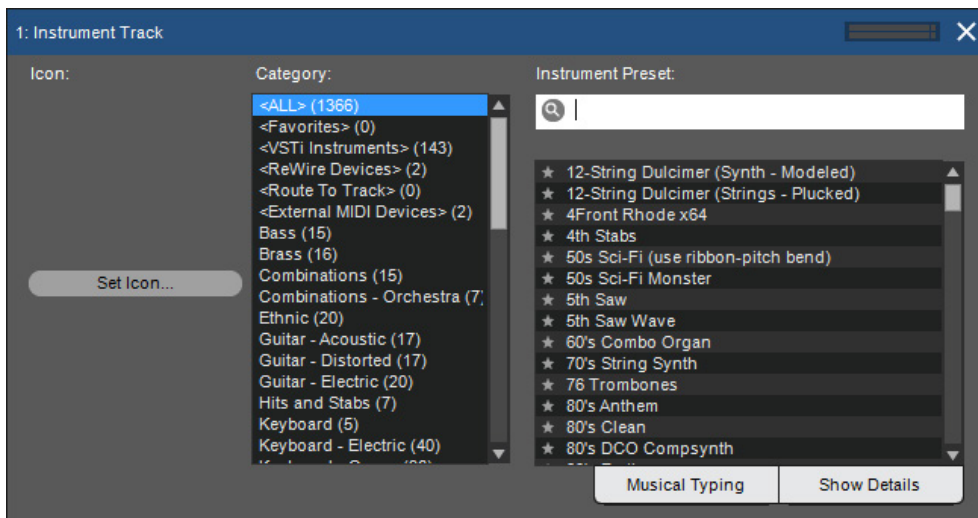 1: Instrument Track
Icon:
Set Icon...
Category:
<ALL> (1366)
<Favorites> (0)
<VSTi Instruments> (143)
<ReWire Devices> (2)
<Route To Track> (0)
<External MIDI Devices> (2)
Bass (15)
Brass (16)
Combinations (15)
Combinations - Orchestra (7
Ethnic (20)
Guitar - Acoustic (17)
Guitar - Distorted (17)
Guitar - Electric (20)
Hits and Stabs (7)
Keyboard (5)
Keyboard - Electric (40)
Instrument Preset:
12-String Dulcimer (Synth - Modeled)
12-String Dulcimer (Strings - Plucked)
4Front Rhode x64
4th Stabs
50s Sci-Fi (use ribbon-pitch bend)
50s Sci-Fi Monster
5th Saw
5th Saw Wave
60's Combo Organ
70's String Synth
76 Trombones
80's Anthem
80's Clean
80's DCO Compsynth
Musical Typing
Show Details